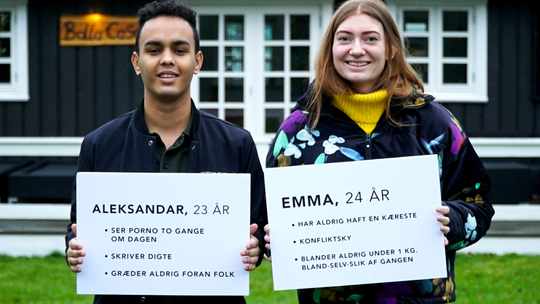 Bella Cosa
ALEKSANDAR, 23 ÅR
• SER PORNO TO GANGE
OM DAGEN
• SKRIVER DIGTE
• GRÆDER ALDRIG FORAN FOLK
EMMA, 24 ÅR
• HAR ALDRIG HAFT EN KÆRESTE
• KONFLIKTSKY
• BLANDER ALDRIG UNDER 1 KG.
BLAND-SELV-SLIK AF GANGEN